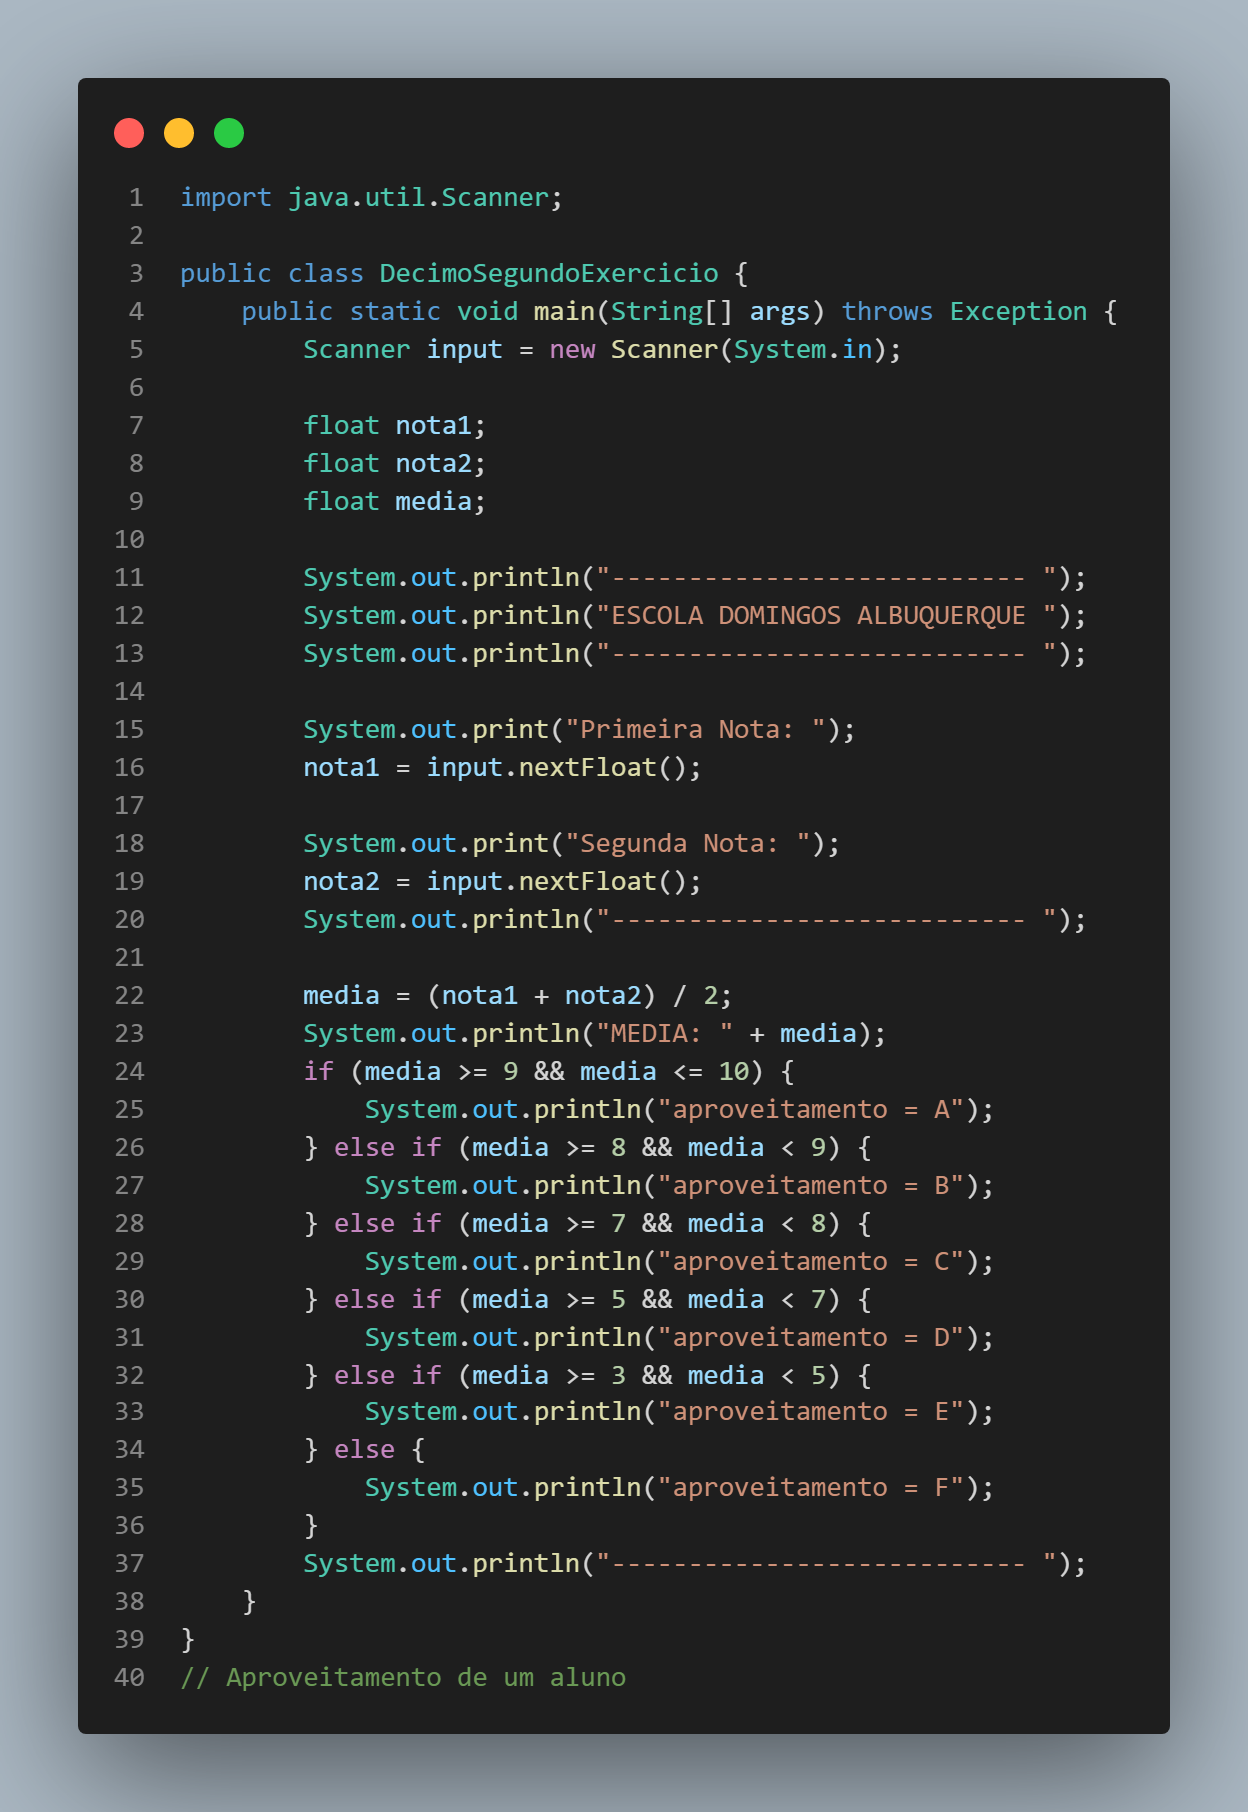 1 import java.util.Scanner;
2
3 public class DecimoSegundoExercicio {
4     public static void main(String[] args) throws Exception {
5         Scanner input = new Scanner(System.in);
6
7         float nota1;
8         float nota2;
9         float media;
10
11         System.out.println("--------------------------- ");
12         System.out.println("ESCOLA DOMINGOS ALBUQUERQUE ");
13         System.out.println("--------------------------- ");
14
15         System.out.print("Primeira Nota: ");
16         nota1 = input.nextFloat();
17
18         System.out.print("Segunda Nota: ");
19         nota2 = input.nextFloat();
20         System.out.println("--------------------------- ");
21
22         media = (nota1 + nota2) / 2;
23         System.out.println("MEDIA: " + media);
24         if (media >= 9 && media <= 10) {
25             System.out.println("aproveitamento = A");
26         } else if (media >= 8 && media < 9) {
27             System.out.println("aproveitamento = B");
28         } else if (media >= 7 && media < 8) {
29             System.out.println("aproveitamento = C");
30         } else if (media >= 5 && media < 7) {
31             System.out.println("aproveitamento = D");
32         } else if (media >= 3 && media < 5) {
33             System.out.println("aproveitamento = E");
34         } else {
35             System.out.println("aproveitamento = F");
36         }
37         System.out.println("--------------------------- ");
38     }
39 }
40 // Aproveitamento de um aluno